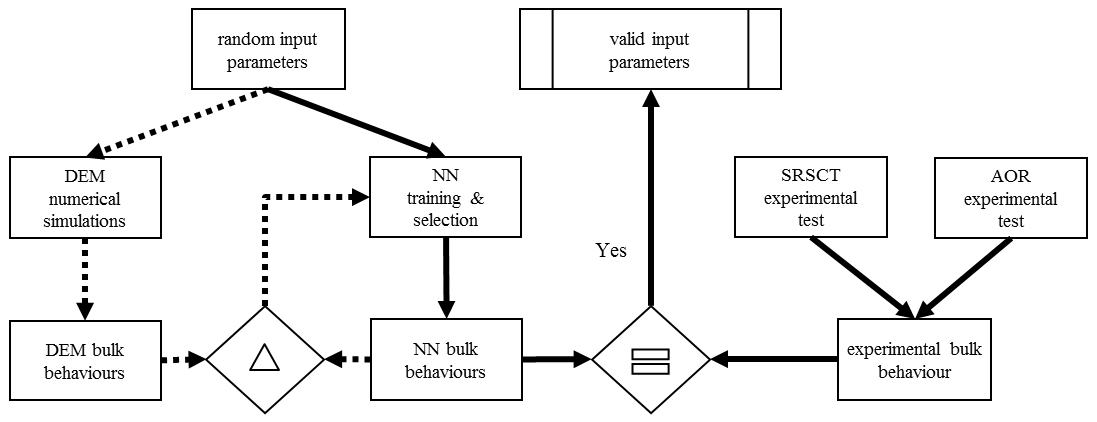 random input
parameters
valid input
parameters
DEM
numerical
simulations
NN
training & 
selection
SRSCT
experimental
test
AOR
experimental
test
Yes
DEM bulk
behaviours
NN bulk
behaviours
experimental bulk
behaviour